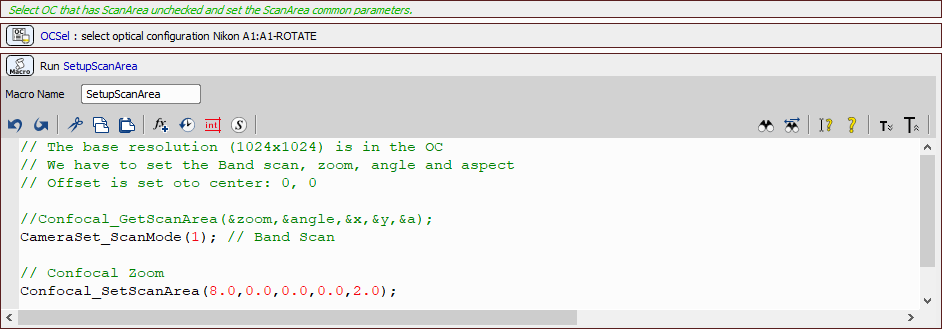 Select OC that has ScanArea unchecked and set the ScanArea common parameters.
OCSel : select optical configuration Nikon A1:A1-ROTATE
Macro Run SetupScanArea
Macro Name SetupScanArea
// The base resolution (1024x1024) is in the OC
// We have to set the Band scan, zoom, angle and aspect
// Offset is set oto center: 0, 0
//Confocal_GetScanArea(&zoom,&angle,&x,&y,&a);
CameraSet_ScanMode(1); // Band Scan
// Confocal Zoom
Confocal_SetScanArea(8.0,0.0,0.0,0.0,2.0);